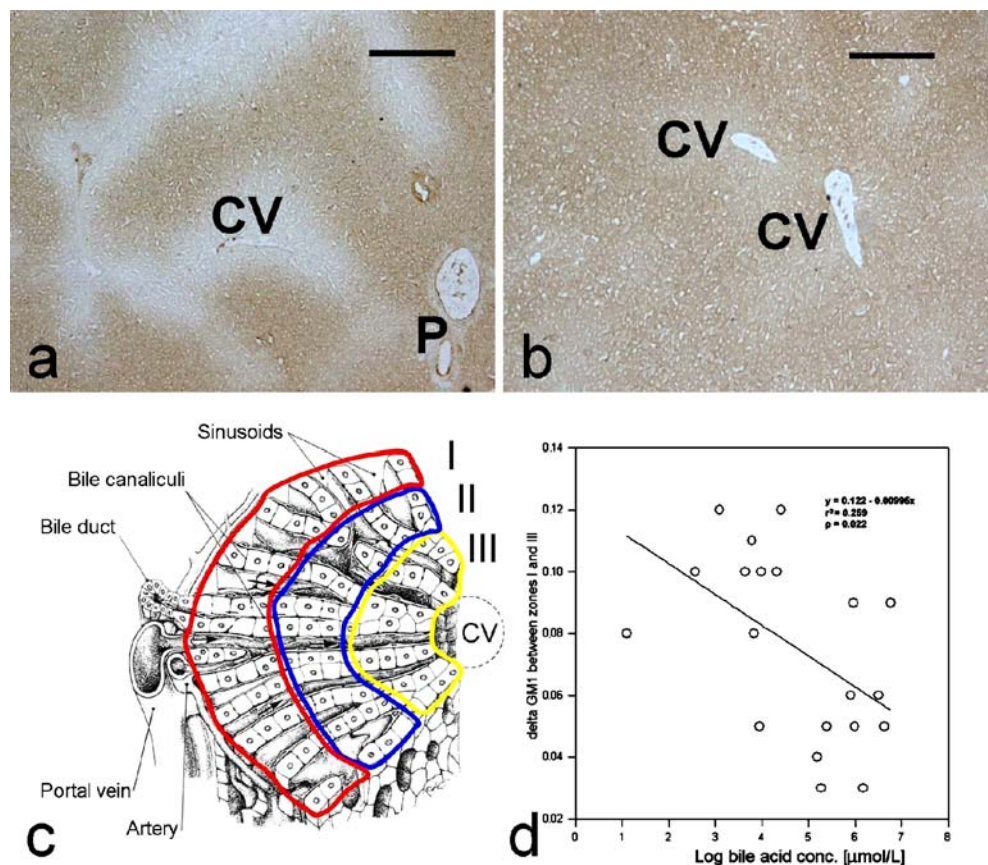 CV
P
a
CV
CV
b
Sinusoids
I
Bile canaliculi
II
Bile duct
III
CV
Portal vein
Artery
c
0.14
0.12
0.10
0.08
0.06
0.04
0.02
delta GM1 between zones I and III
y = 0.122 - 0.00996x
r² = 0.259
p = 0.022
0 1 2 3 4 5 6 7 8
Log bile acid conc. [µmol/L]
d